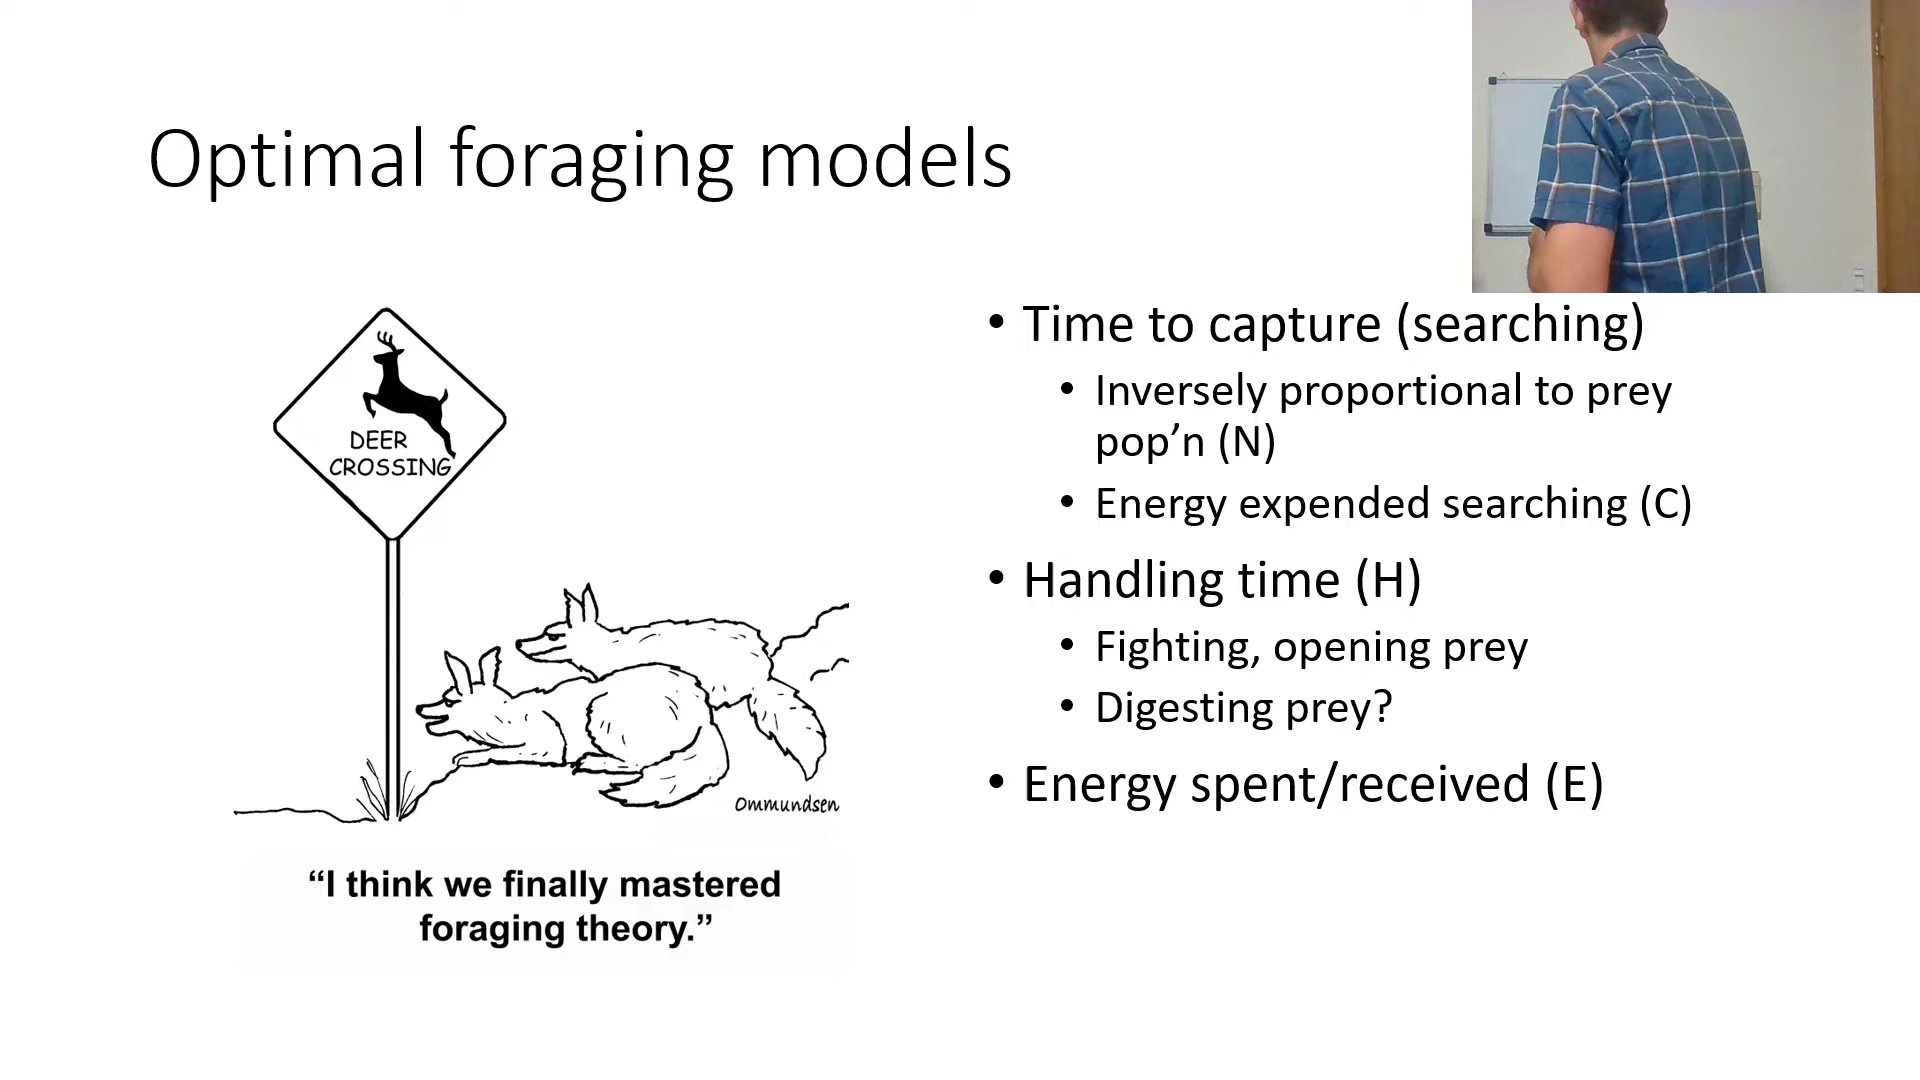 Optimal foraging models
DEER
CROSSING
Ommundsen
“I think we finally mastered
foraging theory.”
• Time to capture (searching)
• Inversely proportional to prey
pop’n (N)
• Energy expended searching (C)
• Handling time (H)
• Fighting, opening prey
• Digesting prey?
• Energy spent/received (E)